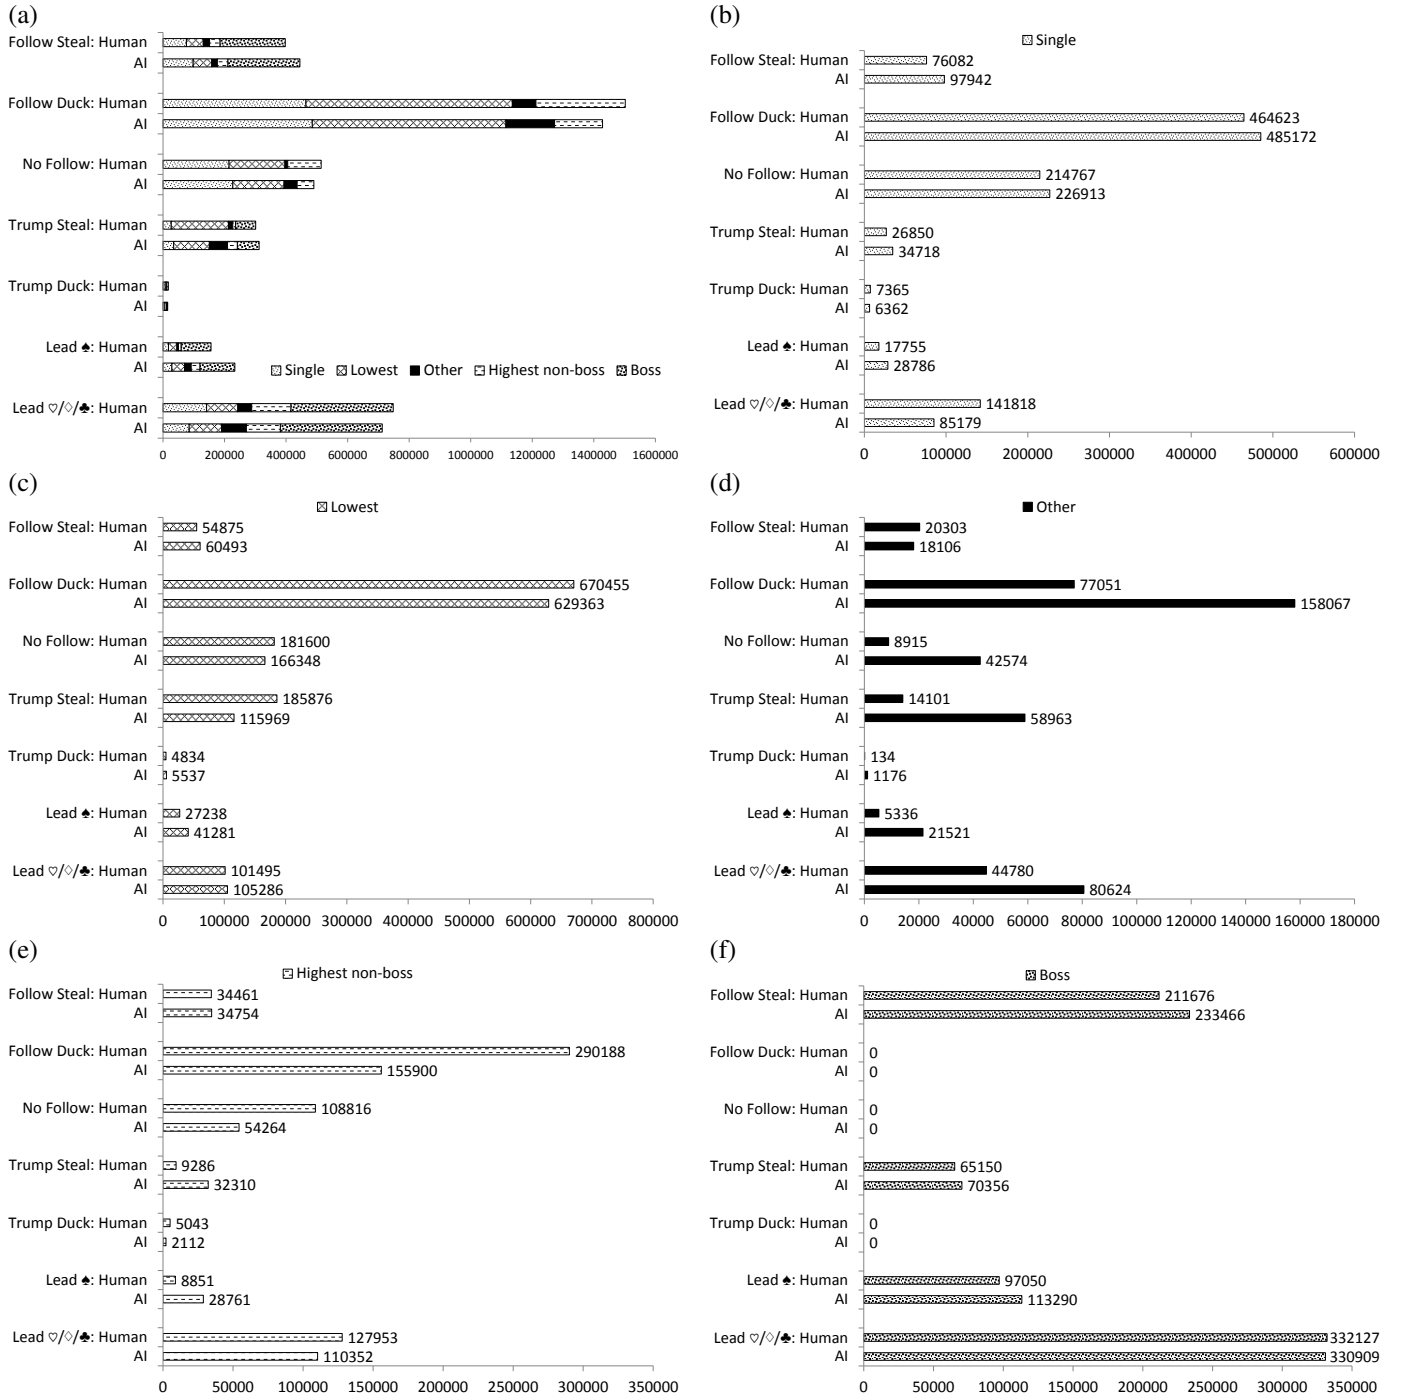 (a)
Follow Steal: Human
AI
Follow Duck: Human
AI
No Follow: Human
AI
Trump Steal: Human
AI
Trump Duck: Human
AI
Lead ♠: Human
AI
Single Lowest Other Highest non-boss Boss
Lead ♡/♢/♣: Human
AI
0 200000 400000 600000 800000 1000000 1200000 1400000 1600000
(b)
Single
Follow Steal: Human 76082
AI 97942
Follow Duck: Human 464623
AI 485172
No Follow: Human 214767
AI 226913
Trump Steal: Human 26850
AI 34718
Trump Duck: Human 7365
AI 6362
Lead ♠: Human 17755
AI 28786
Lead ♡/♢/♣: Human 141818
AI 85179
0 100000 200000 300000 400000 500000 600000
(c)
Lowest
Follow Steal: Human 54875
AI 60493
Follow Duck: Human 670455
AI 629363
No Follow: Human 181600
AI 166348
Trump Steal: Human 185876
AI 115969
Trump Duck: Human 4834
AI 5537
Lead ♠: Human 27238
AI 41281
Lead ♡/♢/♣: Human 101495
AI 105286
0 100000 200000 300000 400000 500000 600000 700000 800000
(d)
Other
Follow Steal: Human 20303
AI 18106
Follow Duck: Human 77051
AI 158067
No Follow: Human 8915
AI 42574
Trump Steal: Human 14101
AI 58963
Trump Duck: Human 134
AI 1176
Lead ♠: Human 5336
AI 21521
Lead ♡/♢/♣: Human 44780
AI 80624
0 20000 40000 60000 80000 100000 120000 140000 160000 180000
(e)
Highest non-boss
Follow Steal: Human 34461
AI 34754
Follow Duck: Human 290188
AI 155900
No Follow: Human 108816
AI 54264
Trump Steal: Human 9286
AI 32310
Trump Duck: Human 5043
AI 2112
Lead ♠: Human 8851
AI 28761
Lead ♡/♢/♣: Human 127953
AI 110352
0 50000 100000 150000 200000 250000 300000 350000
(f)
Boss
Follow Steal: Human 211676
AI 233466
Follow Duck: Human 0
AI 0
No Follow: Human 0
AI 0
Trump Steal: Human 65150
AI 70356
Trump Duck: Human 0
AI 0
Lead ♠: Human 97050
AI 113290
Lead ♡/♢/♣: Human 332127
AI 330909
0 50000 100000 150000 200000 250000 300000 350000